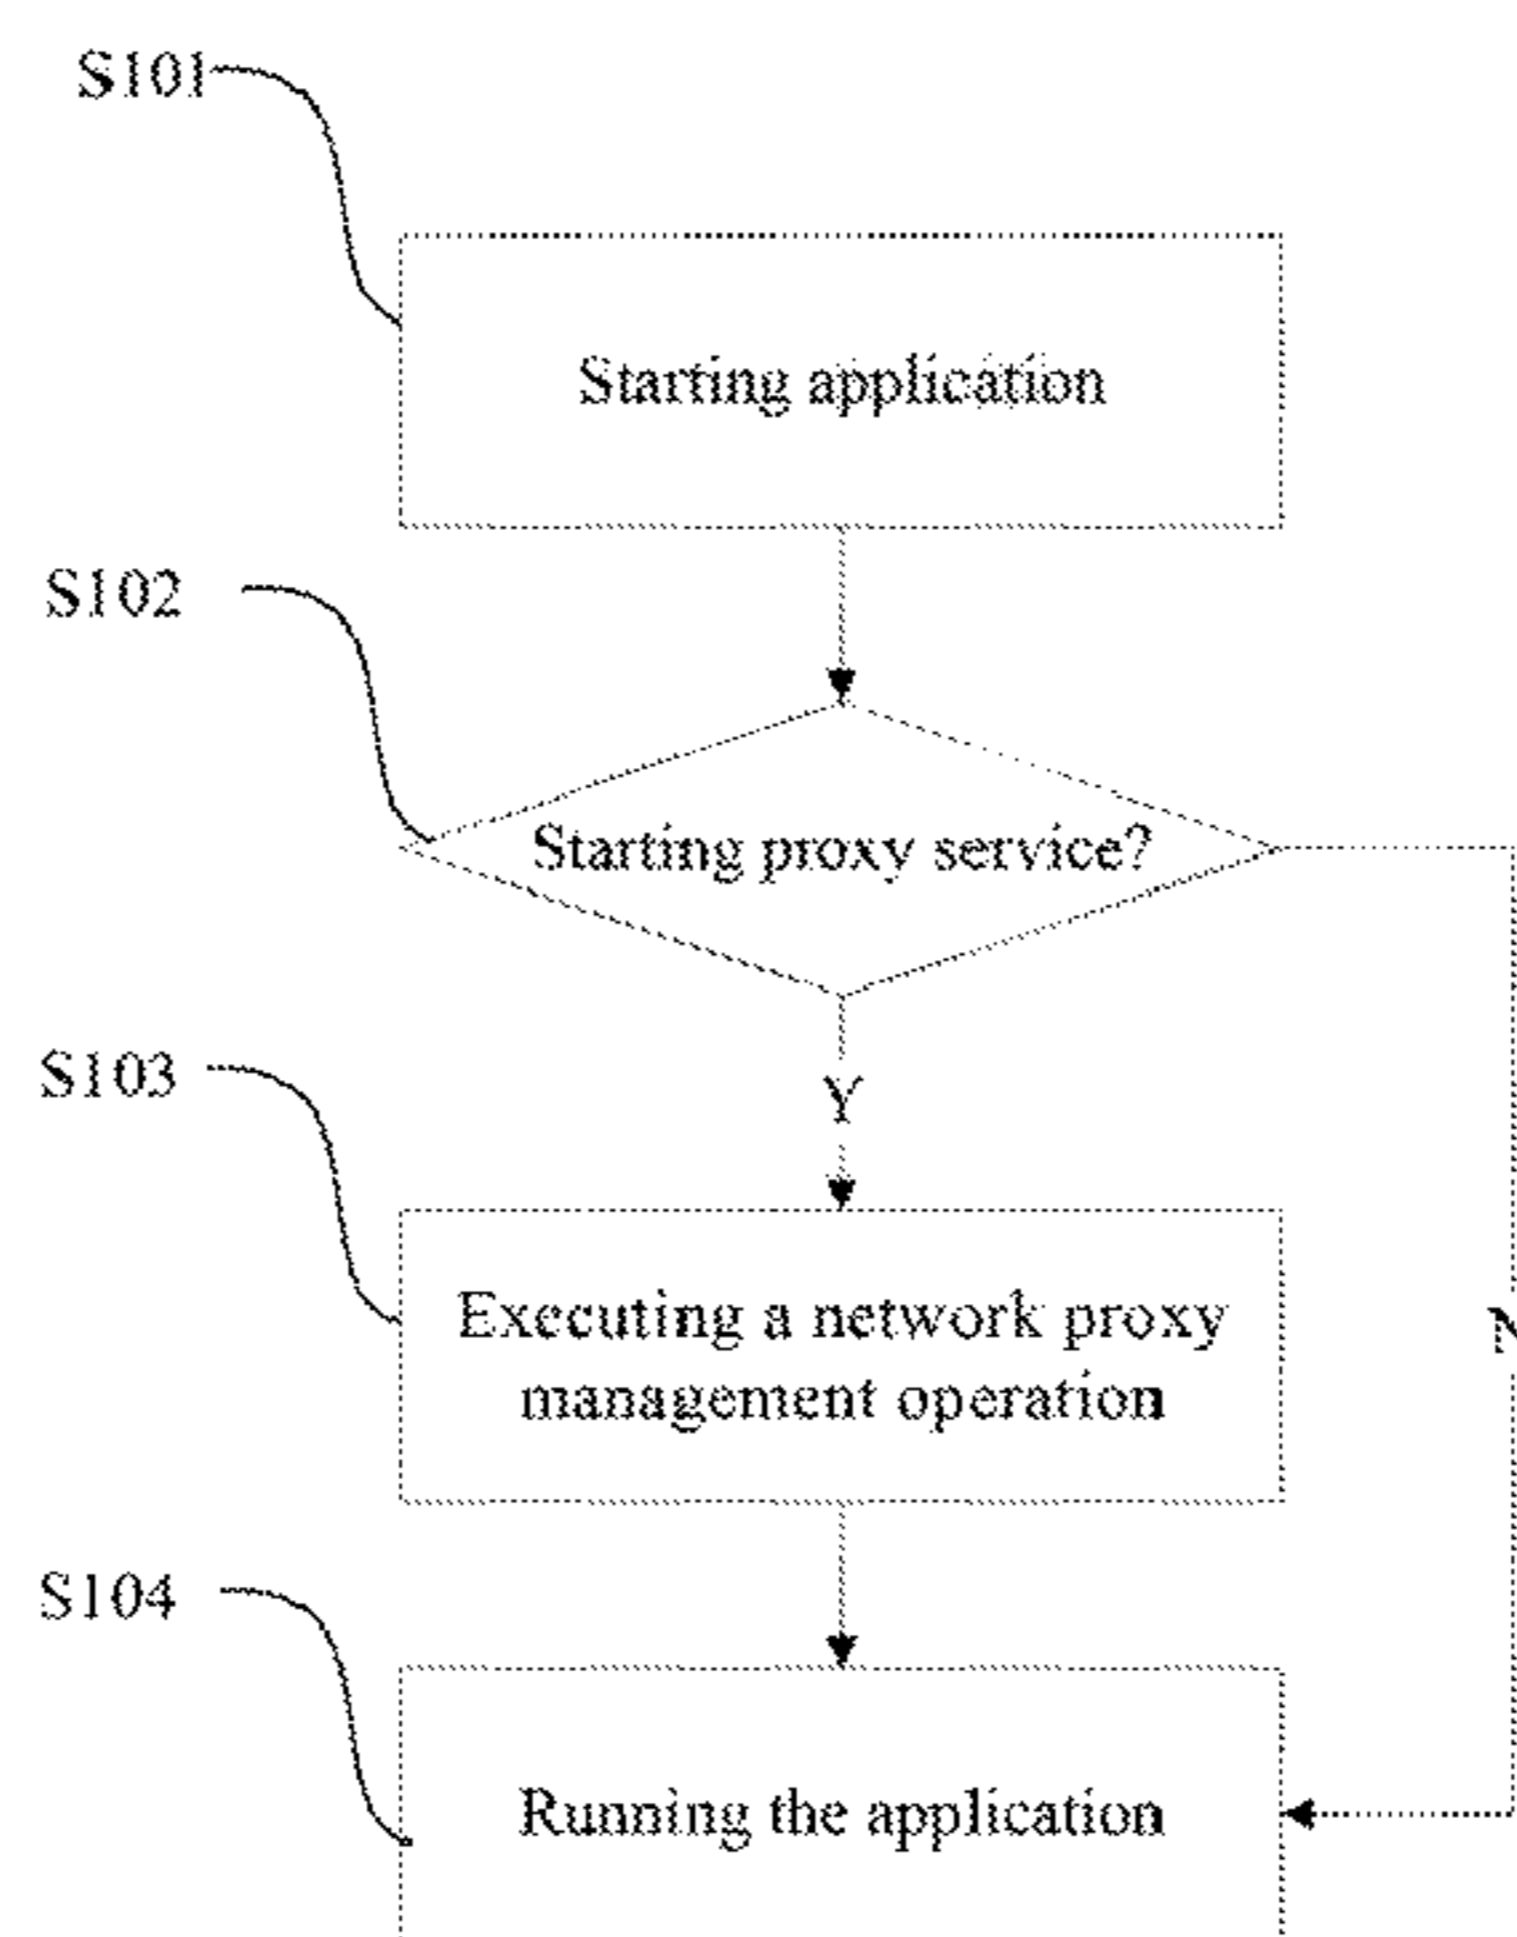 S101
Starting application
S102
Starting proxy service?
Y
S103
Executing a network proxy
management operation
N
S104
Running the application